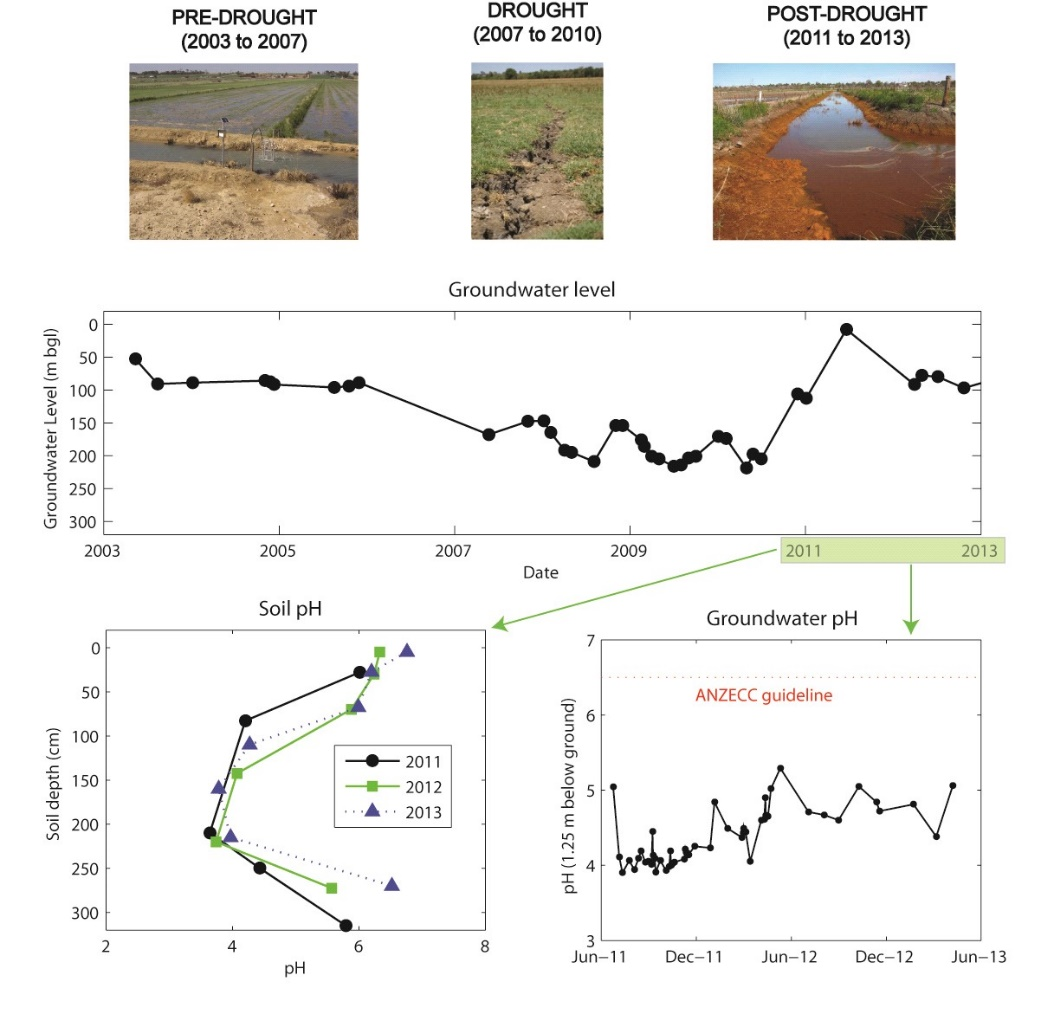 PRE-DROUGHT
(2003 to 2007)
DROUGHT
(2007 to 2010)
POST-DROUGHT
(2011 to 2013)
Groundwater level
Groundwater Level (m bgl)
0
50
100
150
200
250
300
2003
2005
2007
2009
2011
2013
Date
Soil pH
Soil depth (cm)
0
50
100
150
200
250
300
2011
2012
2013
2
4
6
8
pH
Groundwater pH
pH (1.25 m below ground)
7
6
5
4
3
ANZECC guideline
Jun–11
Dec–11
Jun–12
Dec–12
Jun–13